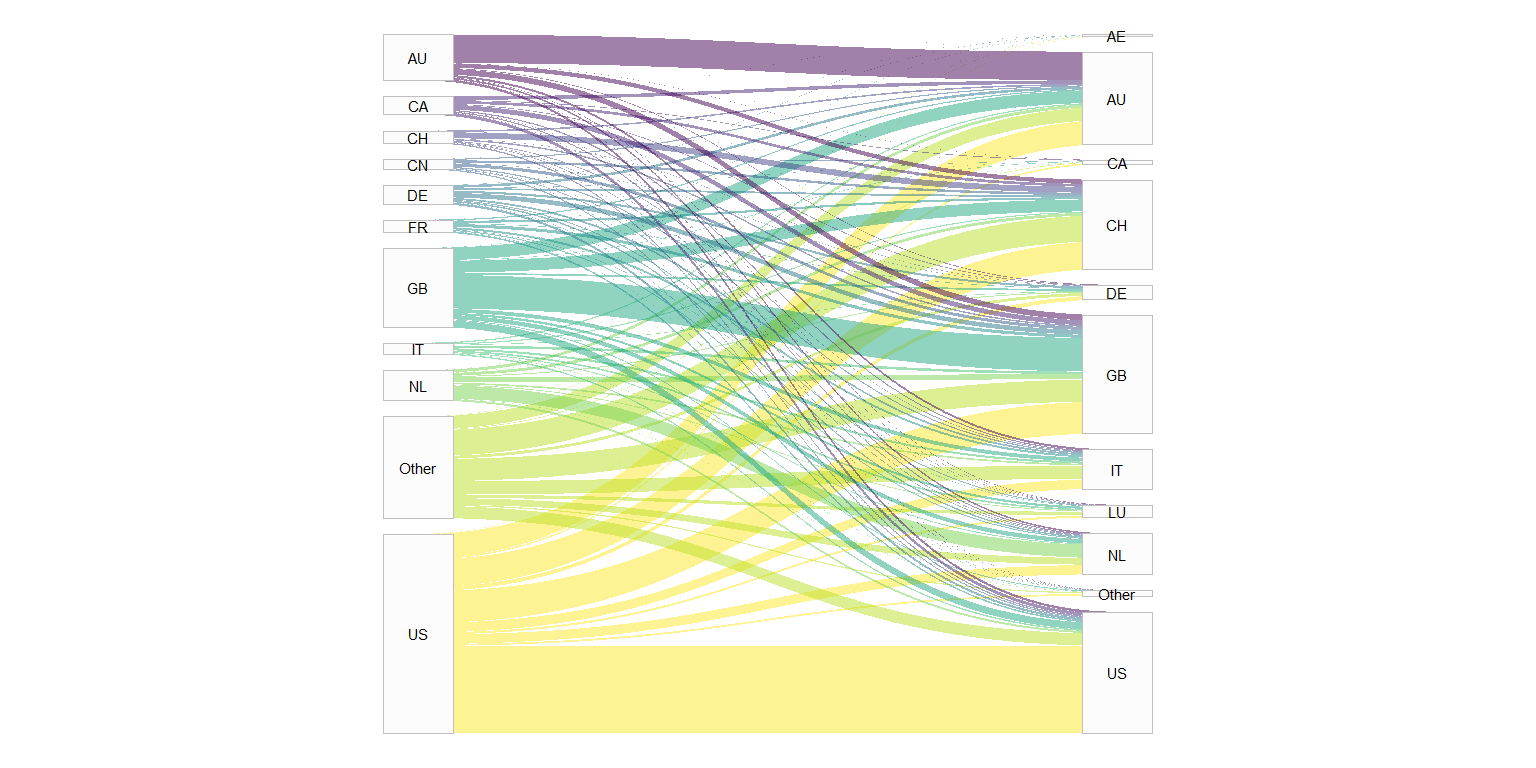 AU
CA
CH
CN
DE
FR
GB
IT
NL
Other
US
AE
AU
CA
CH
DE
GB
IT
LU
NL
Other
US